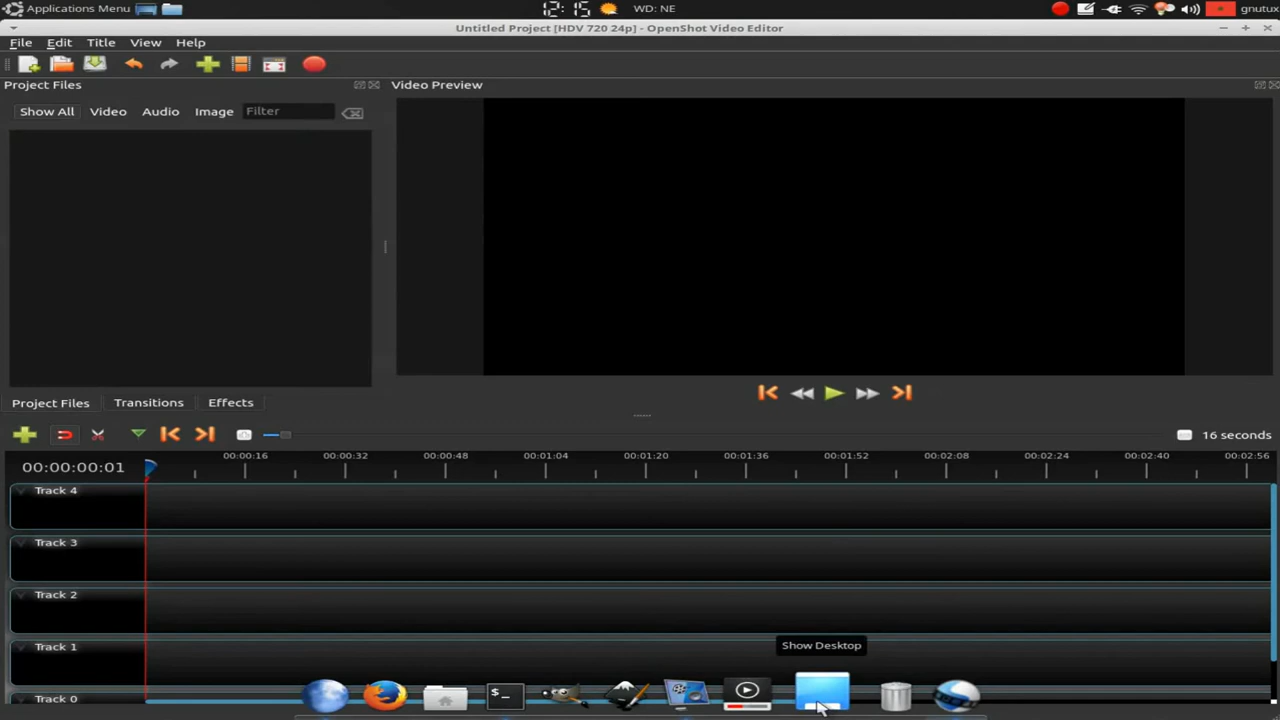 Applications Menu
12:15
WD: NE
gnutux
Untitled Project [HDV 720 24p] - OpenShot Video Editor
File Edit Title View Help
Project Files
Video Preview
Show All Video Audio Image Filter
Project Files Transitions Effects
16 seconds
00:00:00:01
00:00:16 00:00:32 00:00:48 00:01:04 00:01:20 00:01:36 00:01:52 00:02:08 00:02:24 00:02:40 00:02:56
Track 4
Track 3
Track 2
Track 1
Show Desktop
Track 0
$_